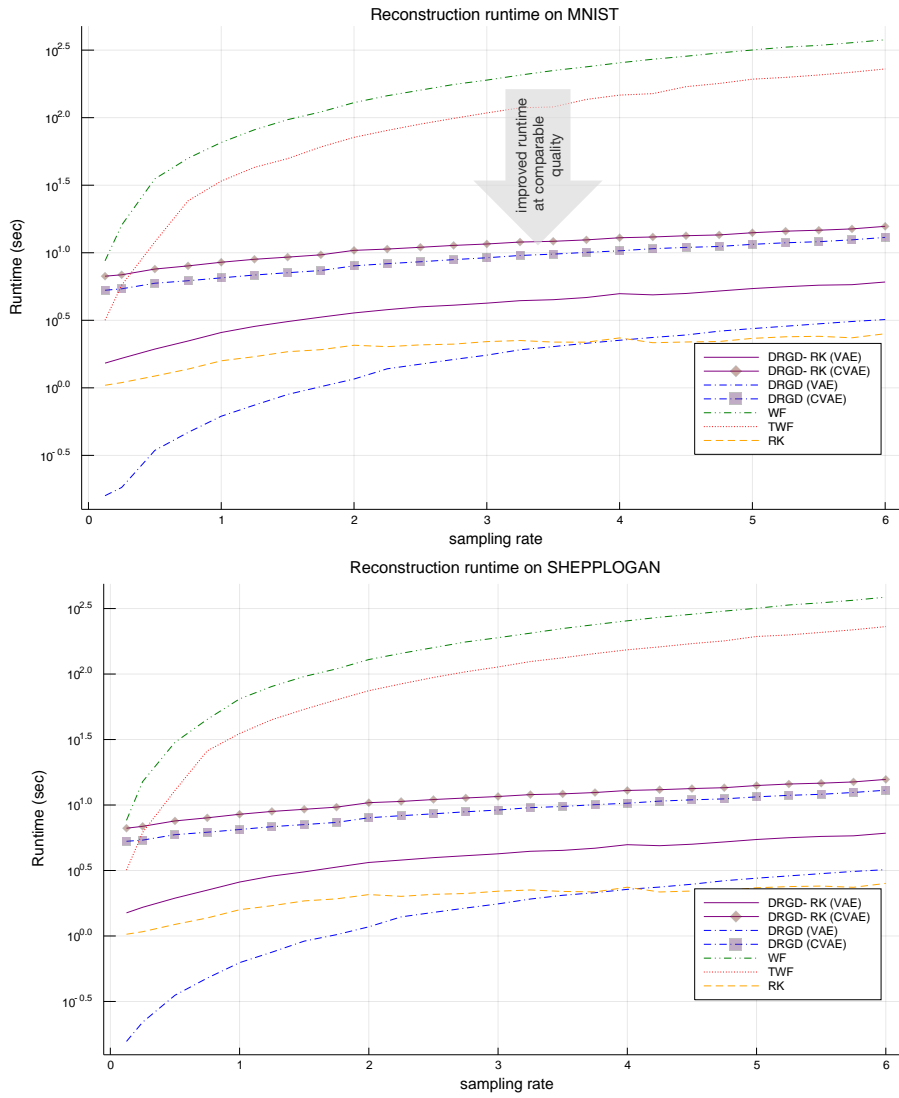 Reconstruction runtime on MNIST
10^2.5
10^2.0
10^1.5
10^1.0
10^0.5
10^0.0
10^-0.5
Runtime (sec)
improved runtime
at comparable
quality
DRGD- RK (VAE)
DRGD- RK (CVAE)
DRGD (VAE)
DRGD (CVAE)
WF
TWF
RK
0 1 2 3 4 5 6
sampling rate
Reconstruction runtime on SHEPPLOGAN
10^2.5
10^2.0
10^1.5
10^1.0
10^0.5
10^0.0
10^-0.5
Runtime (sec)
DRGD- RK (VAE)
DRGD- RK (CVAE)
DRGD (VAE)
DRGD (CVAE)
WF
TWF
RK
0 1 2 3 4 5 6
sampling rate